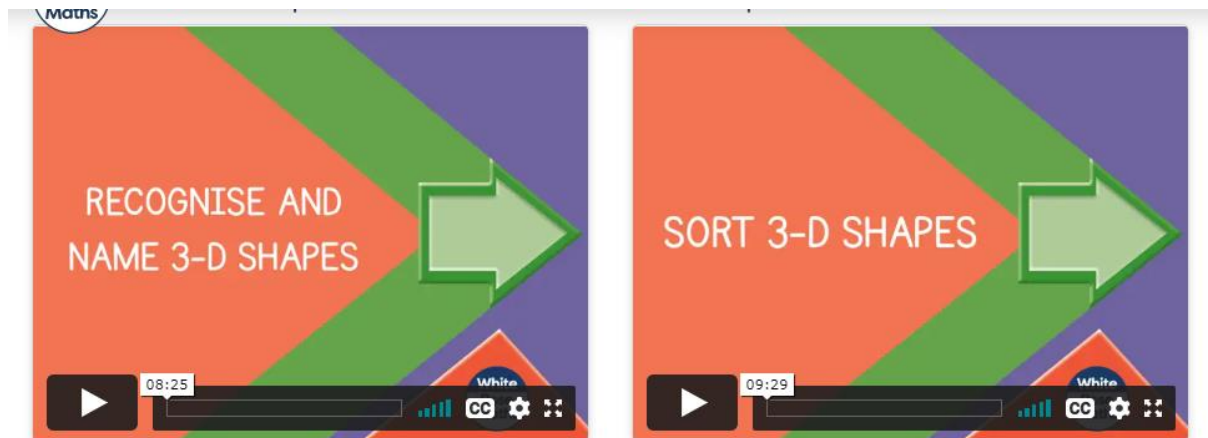 Maths
RECOGNISE AND
NAME 3-D SHAPES
08:25
White
CC
SORT 3-D SHAPES
09:29
White
CC